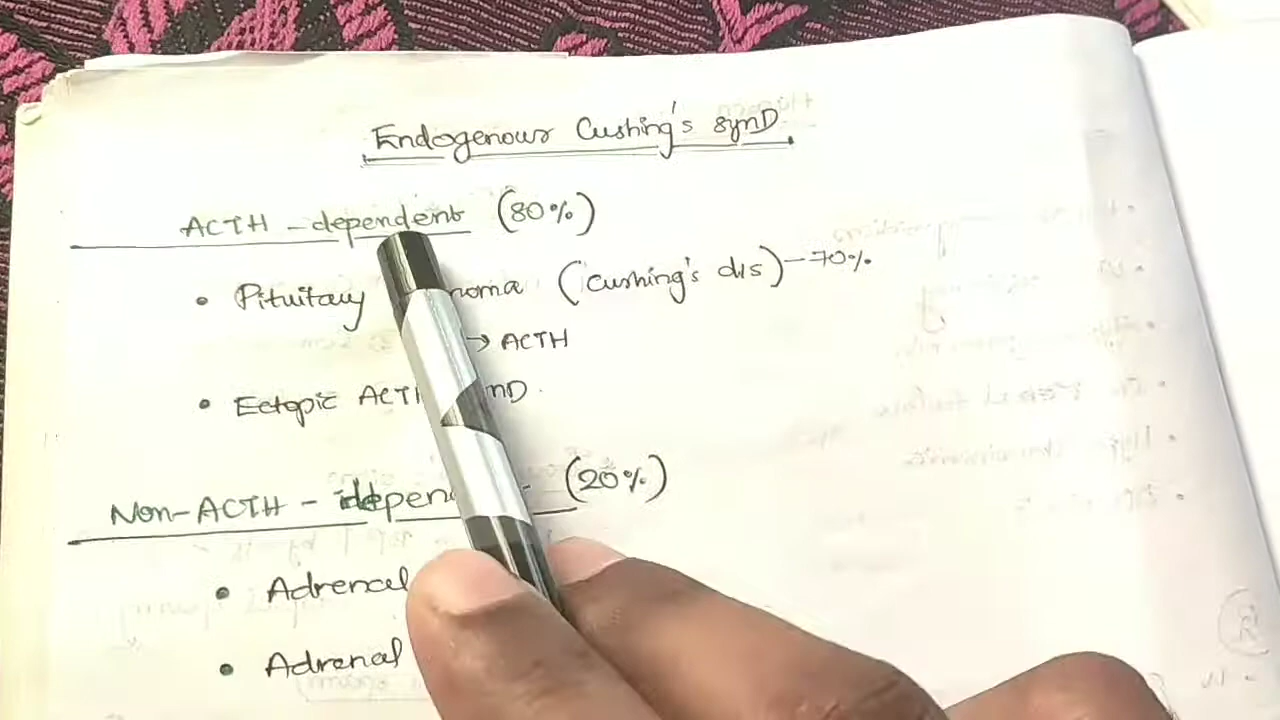 Endogenous Cushing's synD
ACTH - dependent (80%)
• Pituitary noma (Cushing's dis) - 70%
→ ACTH
• Ectopic ACT nD.
Non-ACTH - depen (20%)
• Adrenal
• Adrenal